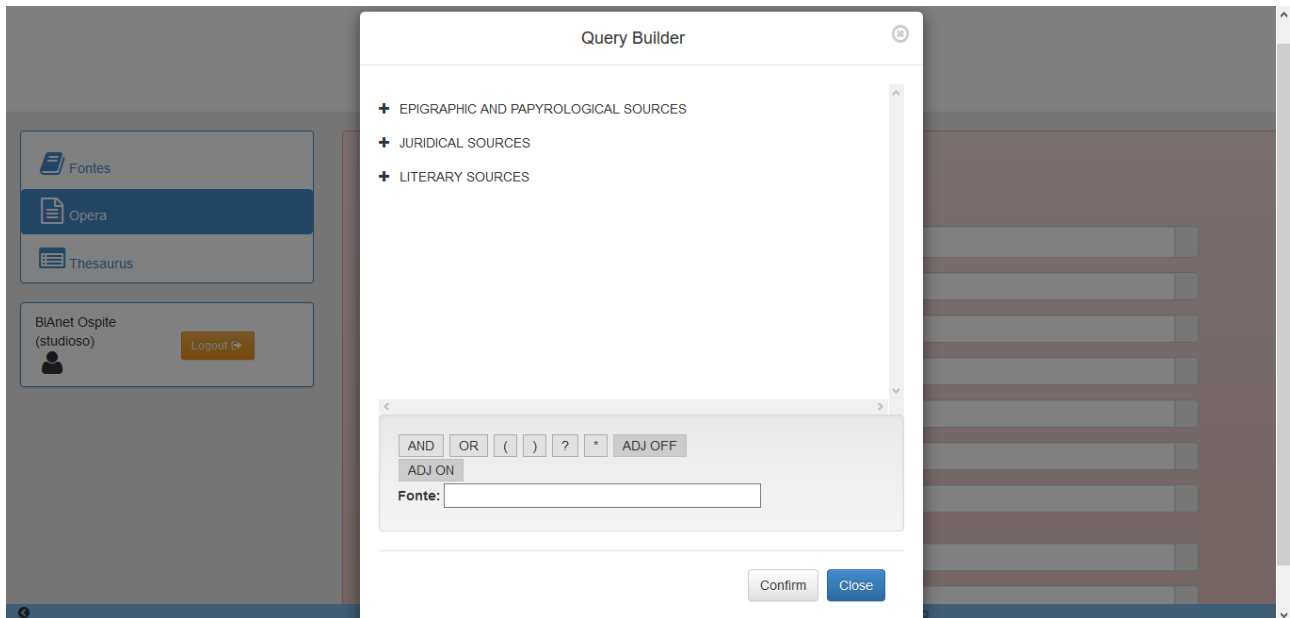 Query Builder
EPIGRAPHIC AND PAPYROLOGICAL SOURCES
JURIDICAL SOURCES
LITERARY SOURCES
Fontes
Opera
Thesaurus
BIAnet Ospite
(studioso)
Logout
AND OR ( ) ? * ADJ OFF
ADJ ON
Fonte:
Confirm Close